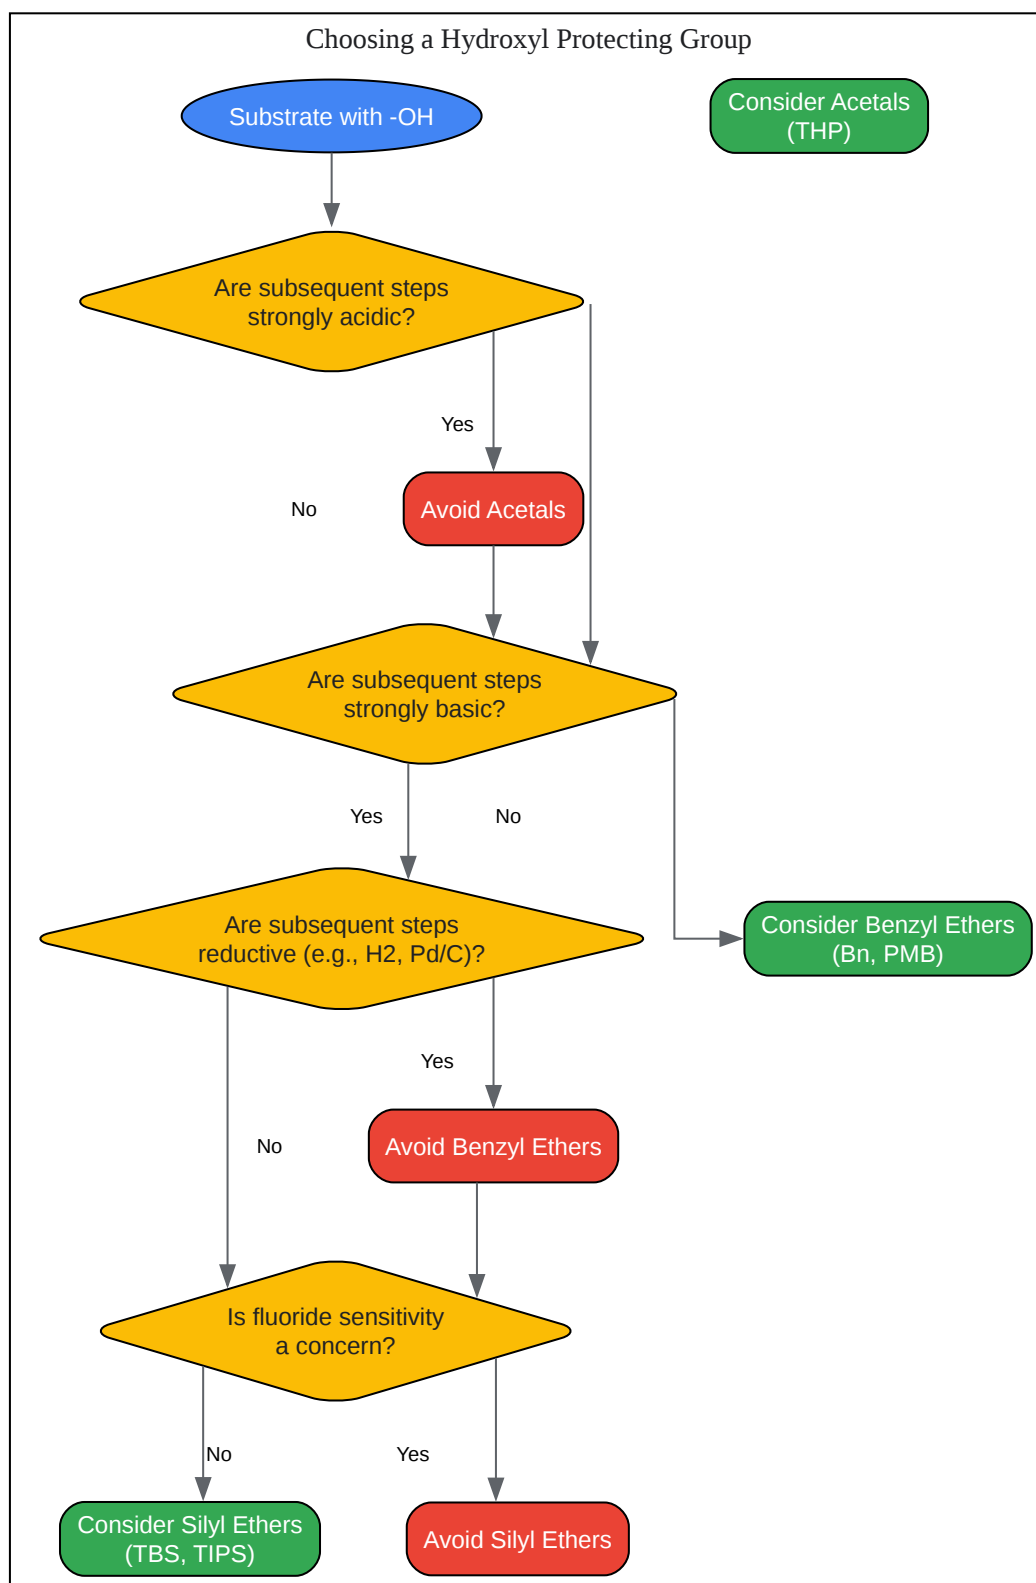 Choosing a Hydroxyl Protecting Group
Substrate with -OH
Consider Acetals
(THP)
Are subsequent steps
strongly acidic?
Yes
No
Avoid Acetals
Are subsequent steps
strongly basic?
Yes
No
Are subsequent steps
reductive (e.g., H2, Pd/C)?
Consider Benzyl Ethers
(Bn, PMB)
Yes
No
Avoid Benzyl Ethers
Is fluoride sensitivity
a concern?
No
Yes
Consider Silyl Ethers
(TBS, TIPS)
Avoid Silyl Ethers